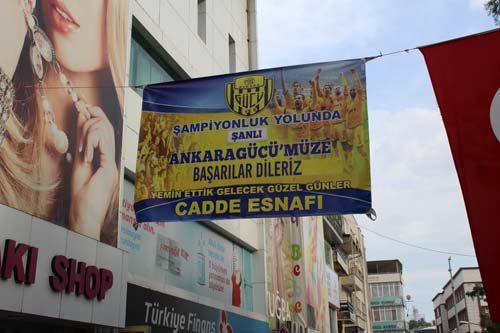 GÜCÜ
ŞAMPİYONLUK YOLUNDA
ŞANLI
ANKARAGÜCÜ'MÜZE
BAŞARILAR DİLERİZ
YEMİN ETTİK GELECEK GÜZEL GÜNLER
CADDE ESNAFI
AKI SHOP
Türkiye Finans